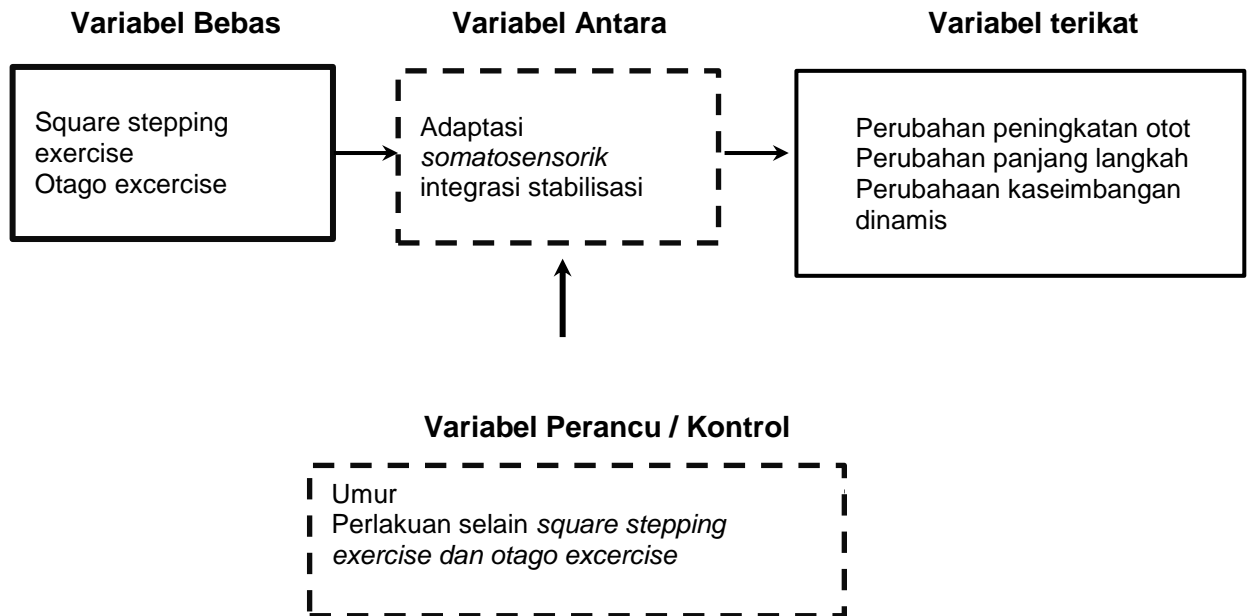 Variabel Bebas
Variabel Antara
Variabel terikat
Square stepping
exercise
Otago excercise
Adaptasi
somatosensorik
integrasi stabilisasi
Perubahan peningkatan otot
Perubahan panjang langkah
Perubahaan kaseimbangan
dinamis
Variabel Perancu / Kontrol
Umur
Perlakuan selain square stepping
exercise dan otago excercise